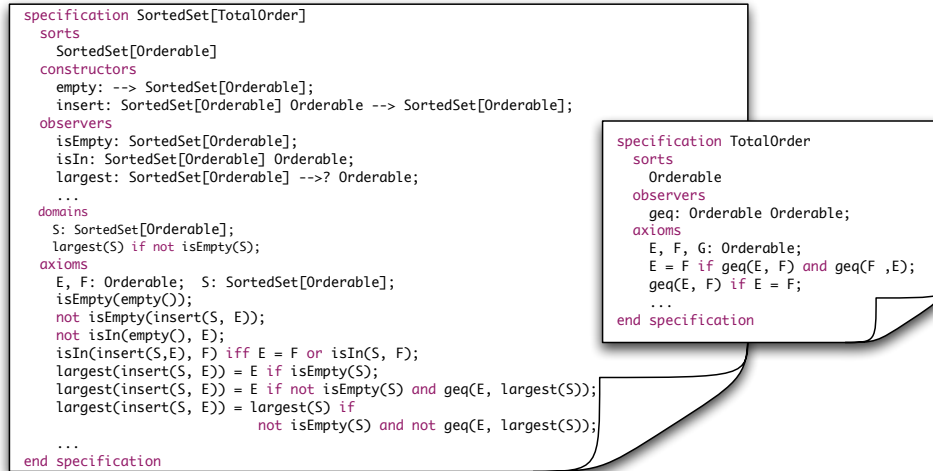 specification SortedSet[TotalOrder]
sorts
SortedSet[Orderable]
constructors
empty: --> SortedSet[Orderable];
insert: SortedSet[Orderable] Orderable --> SortedSet[Orderable];
observers
isEmpty: SortedSet[Orderable];
isIn: SortedSet[Orderable] Orderable;
largest: SortedSet[Orderable] -->? Orderable;
...
domains
S: SortedSet[Orderable];
largest(S) if not isEmpty(S);
axioms
E, F: Orderable; S: SortedSet[Orderable];
isEmpty(empty());
not isEmpty(insert(S, E));
not isIn(empty(), E);
isIn(insert(S,E), F) iff E = F or isIn(S, F);
largest(insert(S, E)) = E if isEmpty(S);
largest(insert(S, E)) = E if not isEmpty(S) and geq(E, largest(S));
largest(insert(S, E)) = largest(S) if
not isEmpty(S) and not geq(E, largest(S));
...
end specification
specification TotalOrder
sorts
Orderable
observers
geq: Orderable Orderable;
axioms
E, F, G: Orderable;
E = F if geq(E, F) and geq(F ,E);
geq(E, F) if E = F;
...
end specification